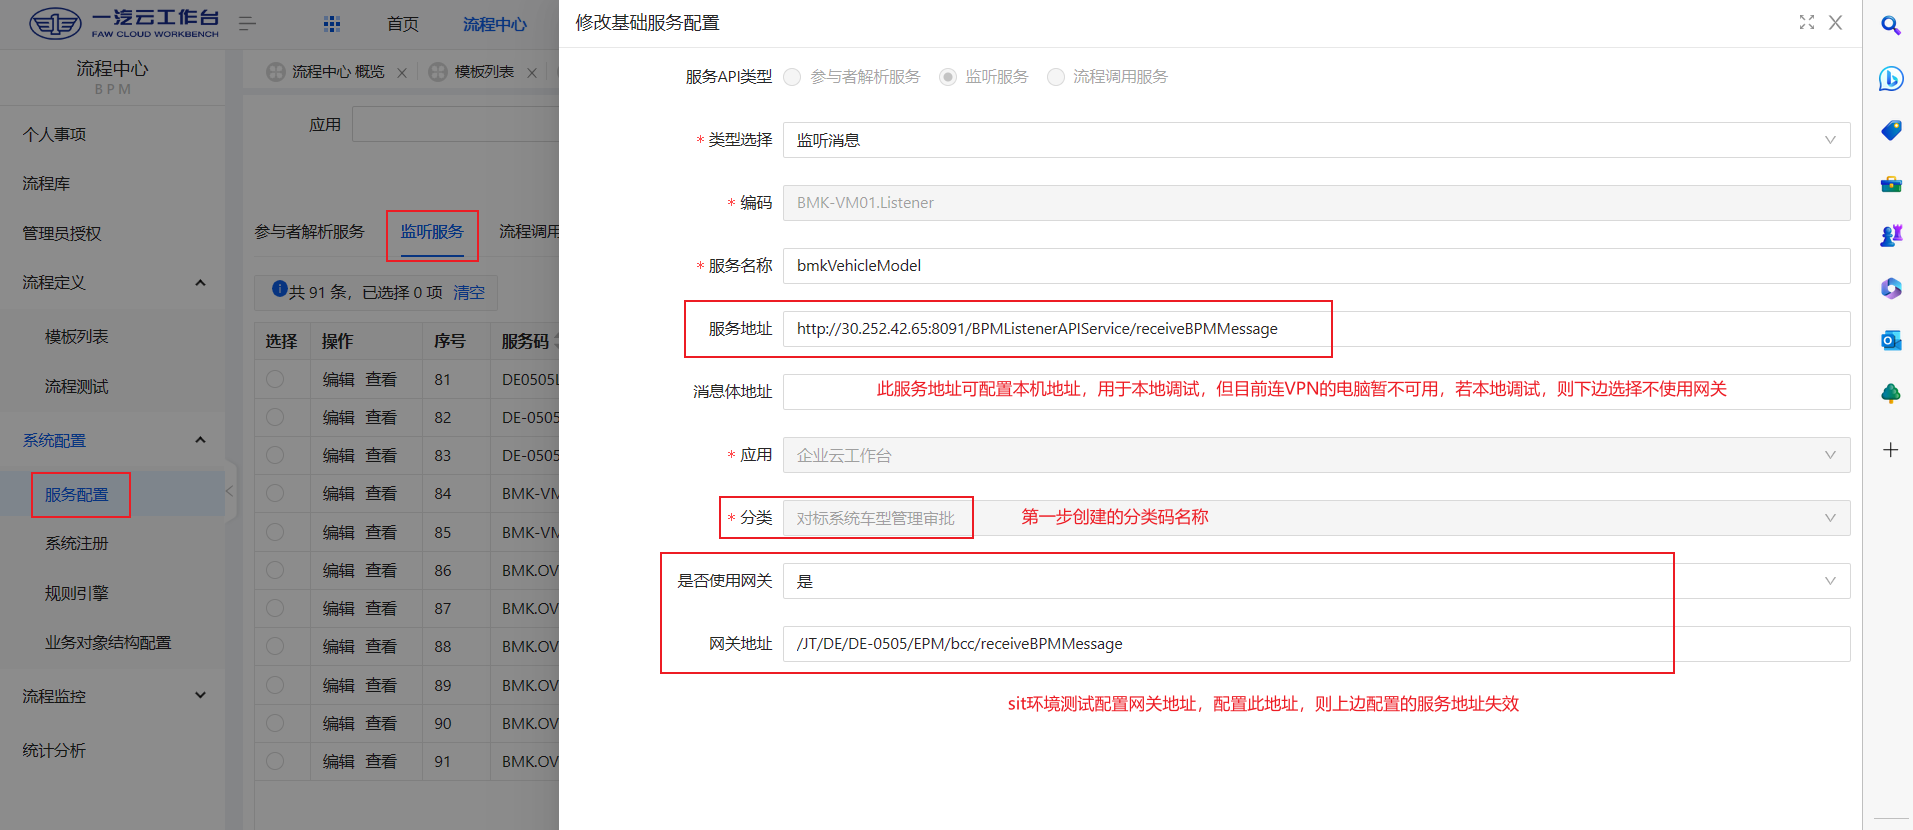 一汽云工作台
FAW CLOUD WORKBENCH
首页
流程中心
流程中心
BPM
个人事项
流程库
管理员授权
流程定义
模板列表
流程测试
系统配置
服务配置
系统注册
规则引擎
业务对象结构配置
流程监控
统计分析
流程中心 概览
模板列表
应用
参与者解析服务
监听服务
流程调用
共 91 条，已选择 0 项 清空
选择 操作 序号 服务码
编辑 查看 81 DE0505
编辑 查看 82 DE-0505
编辑 查看 83 DE-0505
编辑 查看 84 BMK-VM
编辑 查看 85 BMK-VM
编辑 查看 86 BMK.OV
编辑 查看 87 BMK.OV
编辑 查看 88 BMK.OV
编辑 查看 89 BMK.OV
编辑 查看 90 BMK.OV
编辑 查看 91 BMK.OV
修改基础服务配置
服务API类型 参与者解析服务 监听服务 流程调用服务
* 类型选择 监听消息
* 编码 BMK-VM01.Listener
* 服务名称 bmkVehicleModel
服务地址 http://30.252.42.65:8091/BPMListenerAPIService/receiveBPMMessage
消息体地址 此服务地址可配置本机地址，用于本地调试，但目前连VPN的电脑暂不可用，若本地调试，则下边选择不使用网关
* 应用 企业云工作台
* 分类 对标系统车型管理审批 第一步创建的分类码名称
是否使用网关 是
网关地址 /JT/DE/DE-0505/EPM/bcc/receiveBPMMessage
sit环境测试配置网关地址，配置此地址，则上边配置的服务地址失效